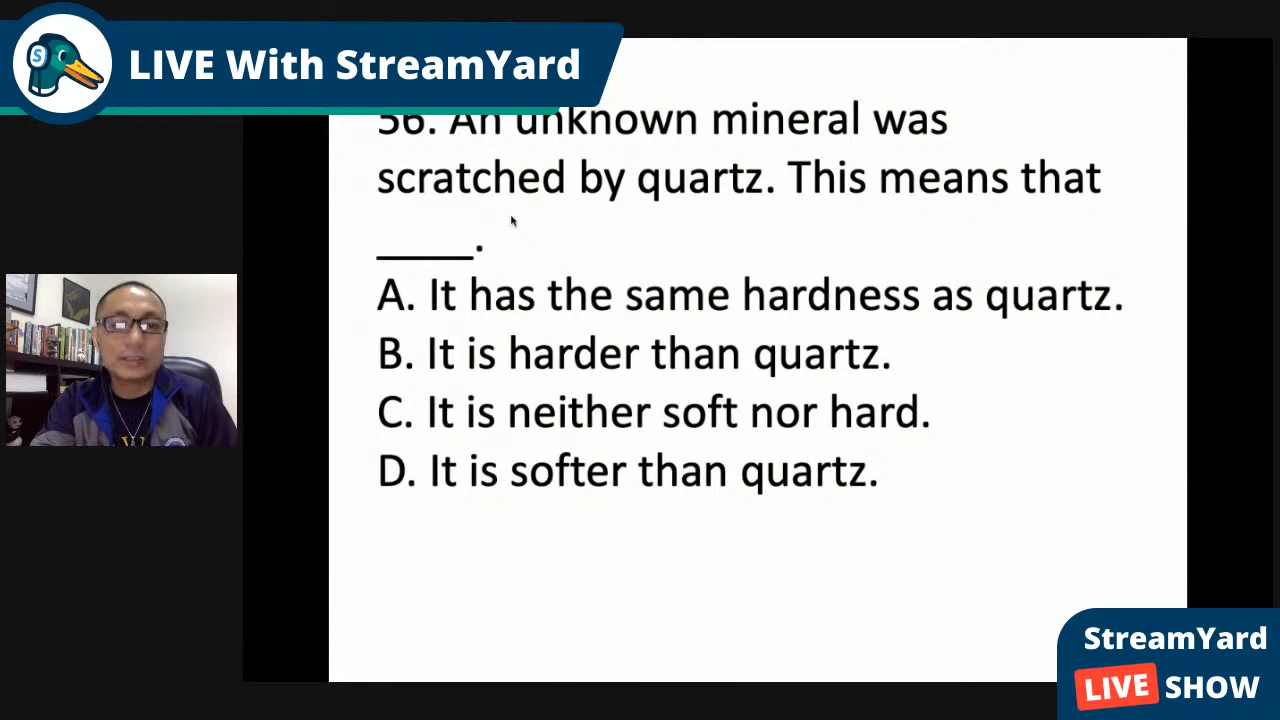 LIVE With StreamYard
56. An unknown mineral was
scratched by quartz. This means that
____.
A. It has the same hardness as quartz.
B. It is harder than quartz.
C. It is neither soft nor hard.
D. It is softer than quartz.
StreamYard
LIVE SHOW